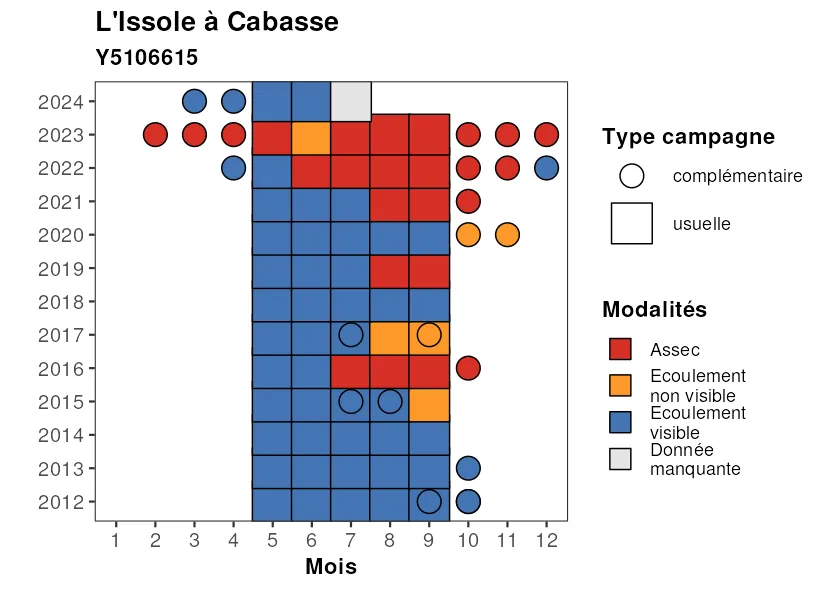 L'Issole à Cabasse
Y5106615
2024
2023
2022
2021
2020
2019
2018
2017
2016
2015
2014
2013
2012
1 2 3 4 5 6 7 8 9 10 11 12
Mois
Type campagne
complémentaire
usuelle
Modalités
Assec
Ecoulement
non visible
Ecoulement
visible
Donnée
manquante